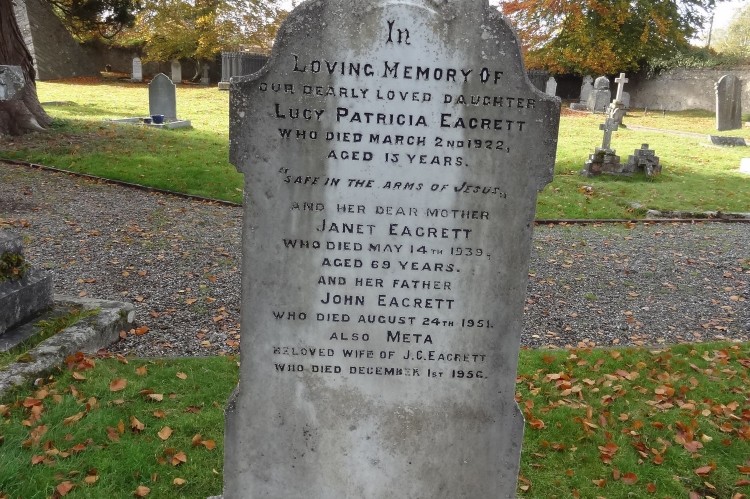 In
Loving Memory Of
OUR DEARLY LOVED DAUGHTER
Lucy Patricia Eagrett
WHO DIED MARCH 2ND 1922,
AGED 15 YEARS.
"SAFE IN THE ARMS OF JESUS"
AND HER DEAR MOTHER
Janet Eagrett
WHO DIED MAY 14TH 1939,
AGED 69 YEARS.
AND HER FATHER
John Eagrett
WHO DIED AUGUST 24TH 1951.
ALSO META
BELOVED WIFE OF J.C. EAGRETT
WHO DIED DECEMBER 1ST 1956.